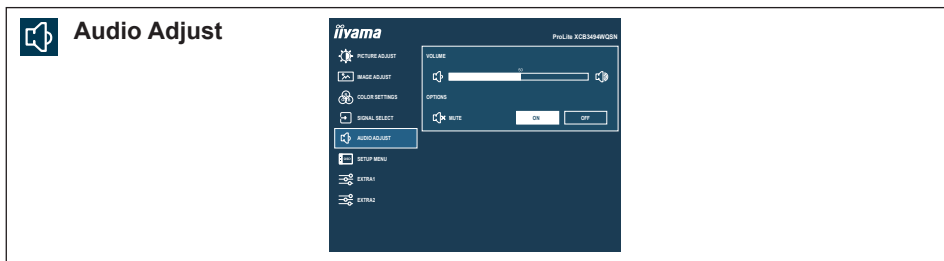 Audio Adjust
iiyama
ProLite XCB3494WQSN
PICTURE ADJUST
IMAGE ADJUST
COLOR SETTINGS
SIGNAL SELECT
AUDIO ADJUST
SETUP MENU
EXTRA1
EXTRA2
VOLUME
50
OPTIONS
MUTE ON OFF